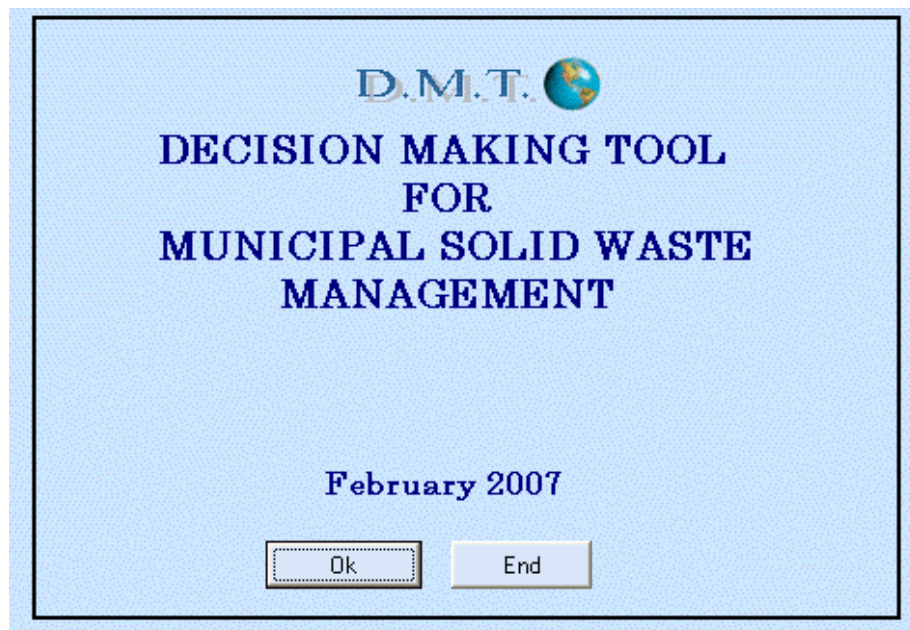 D.M.T.
DECISION MAKING TOOL
FOR
MUNICIPAL SOLID WASTE
MANAGEMENT
February 2007
Ok
End